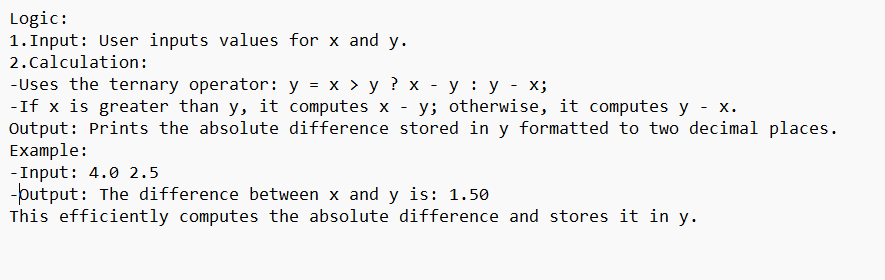 Logic:
1.Input: User inputs values for x and y.
2.Calculation:
-Uses the ternary operator: y = x > y ? x - y : y - x;
-If x is greater than y, it computes x - y; otherwise, it computes y - x.
Output: Prints the absolute difference stored in y formatted to two decimal places.
Example:
-Input: 4.0 2.5
-Output: The difference between x and y is: 1.50
This efficiently computes the absolute difference and stores it in y.